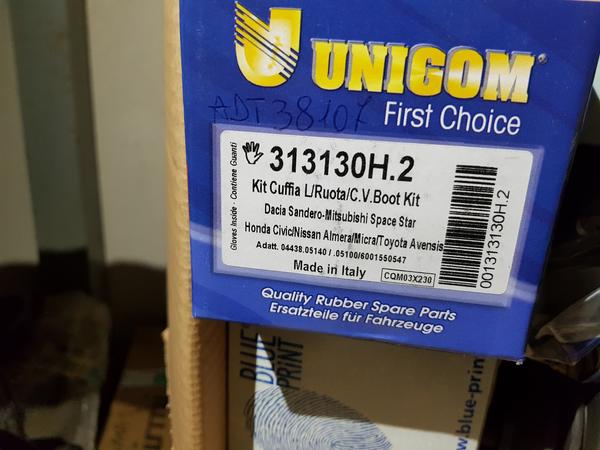 UNIGOM®
First Choice
ADT38107
Gloves Inside - Contiene Guanti
313130H.2
Kit Cuffia L/Ruota/C.V.Boot Kit
Dacia Sandero-Mitsubishi Space Star
Honda Civic/Nissan Almera/Micra/Toyota Avensis
Adatt. 04438.05140 / .05100/6001550547
Made in Italy
CQM03X230
001313130H.2
Quality Rubber Spare Parts
Ersatzteile für Fahrzeuge
BLUE
PRINT
w.blue-prin